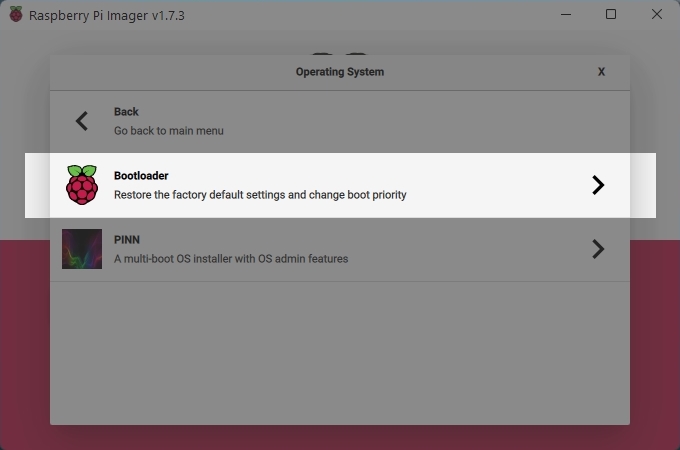 Raspberry Pi Imager v1.7.3
Operating System
X
Back
Go back to main menu
Bootloader
Restore the factory default settings and change boot priority
PINN
A multi-boot OS installer with OS admin features